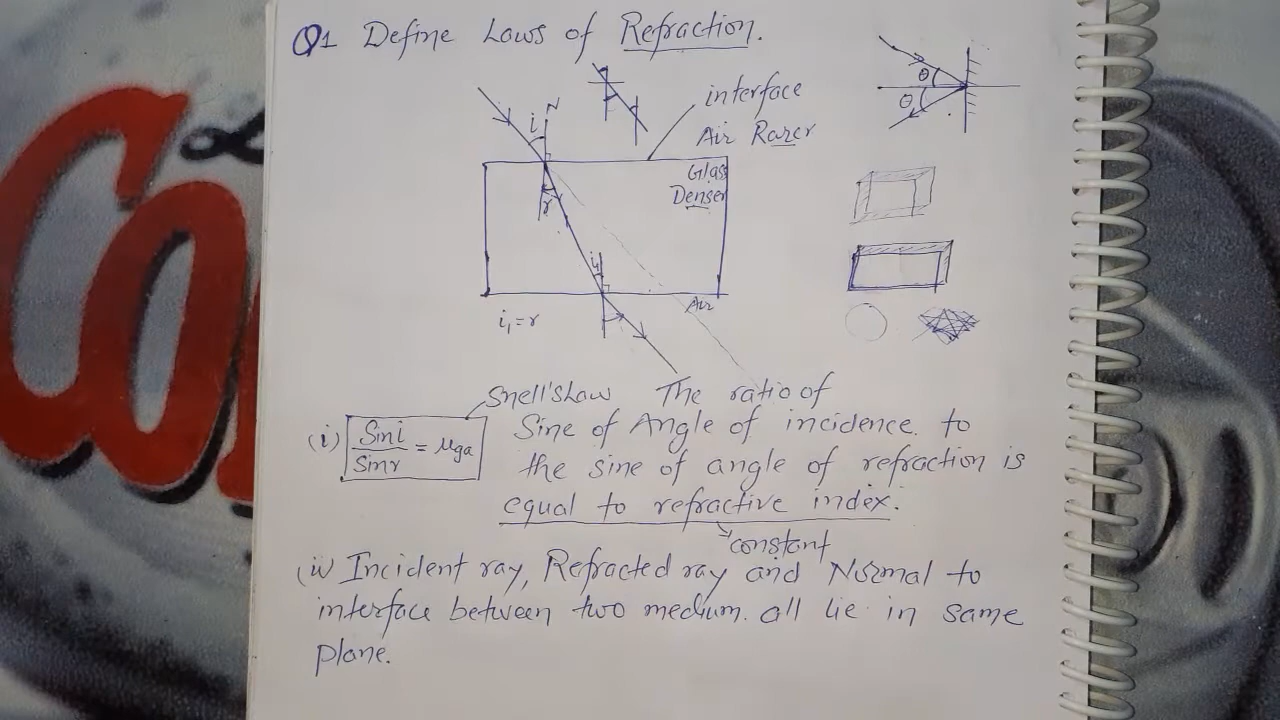 Q1 Define Laws of Refraction.
interface
Air Rarer
N
i
θ
θ
Glass
Denser
r
i₁
Air
i₁=r
Snell's Law The ratio of
(i) Sini/Sinr = μga Sine of Angle of incidence. to
the sine of angle of refraction is
equal to refractive index.
constant
(ii) Incident ray, Refracted ray and Normal to
interface between two medium. all lie in same
plane.